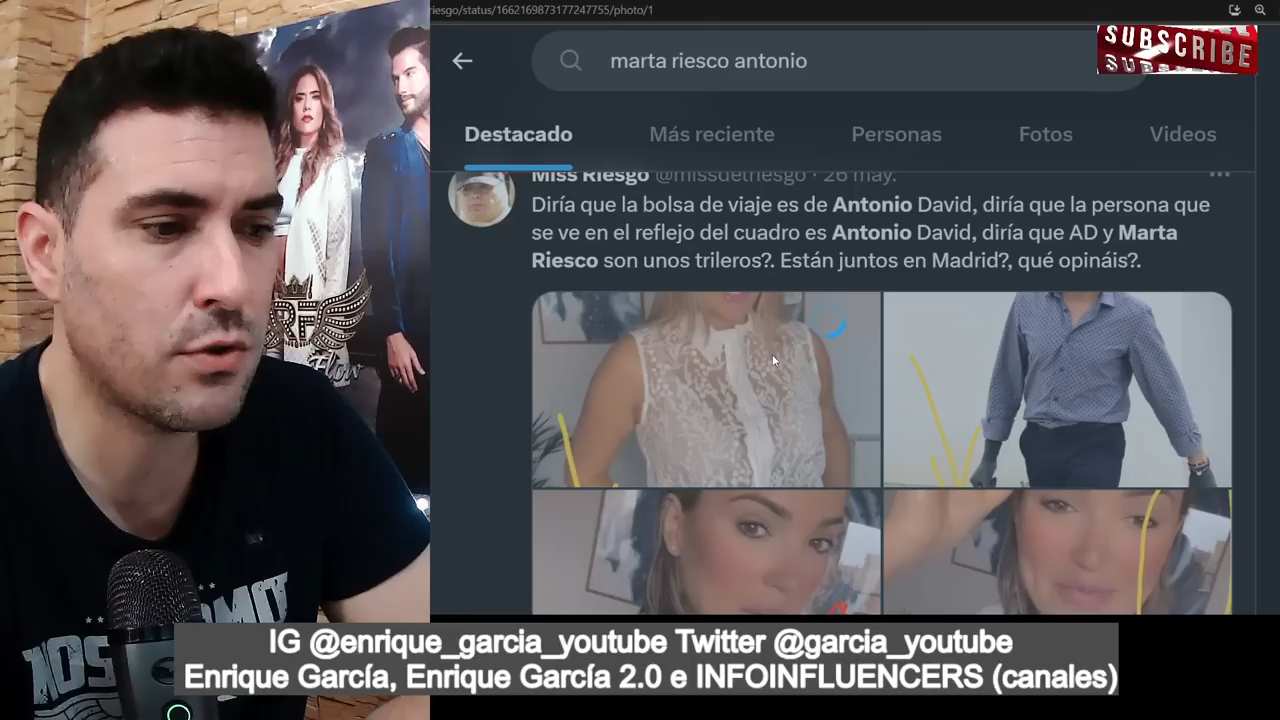 riesgo/status/1662169873177247755/photo/1
marta riesco antonio
SUBSCRIBE
Destacado Más reciente Personas Fotos Videos
Miss Riesgo @missdelriesgo · 26 may.
Diría que la bolsa de viaje es de Antonio David, diría que la persona que
se ve en el reflejo del cuadro es Antonio David, diría que AD y Marta
Riesco son unos trileros?. Están juntos en Madrid?, qué opináis?.
RF
Flow
IG @enrique_garcia_youtube Twitter @garcia_youtube
Enrique García, Enrique García 2.0 e INFOINFLUENCERS (canales)